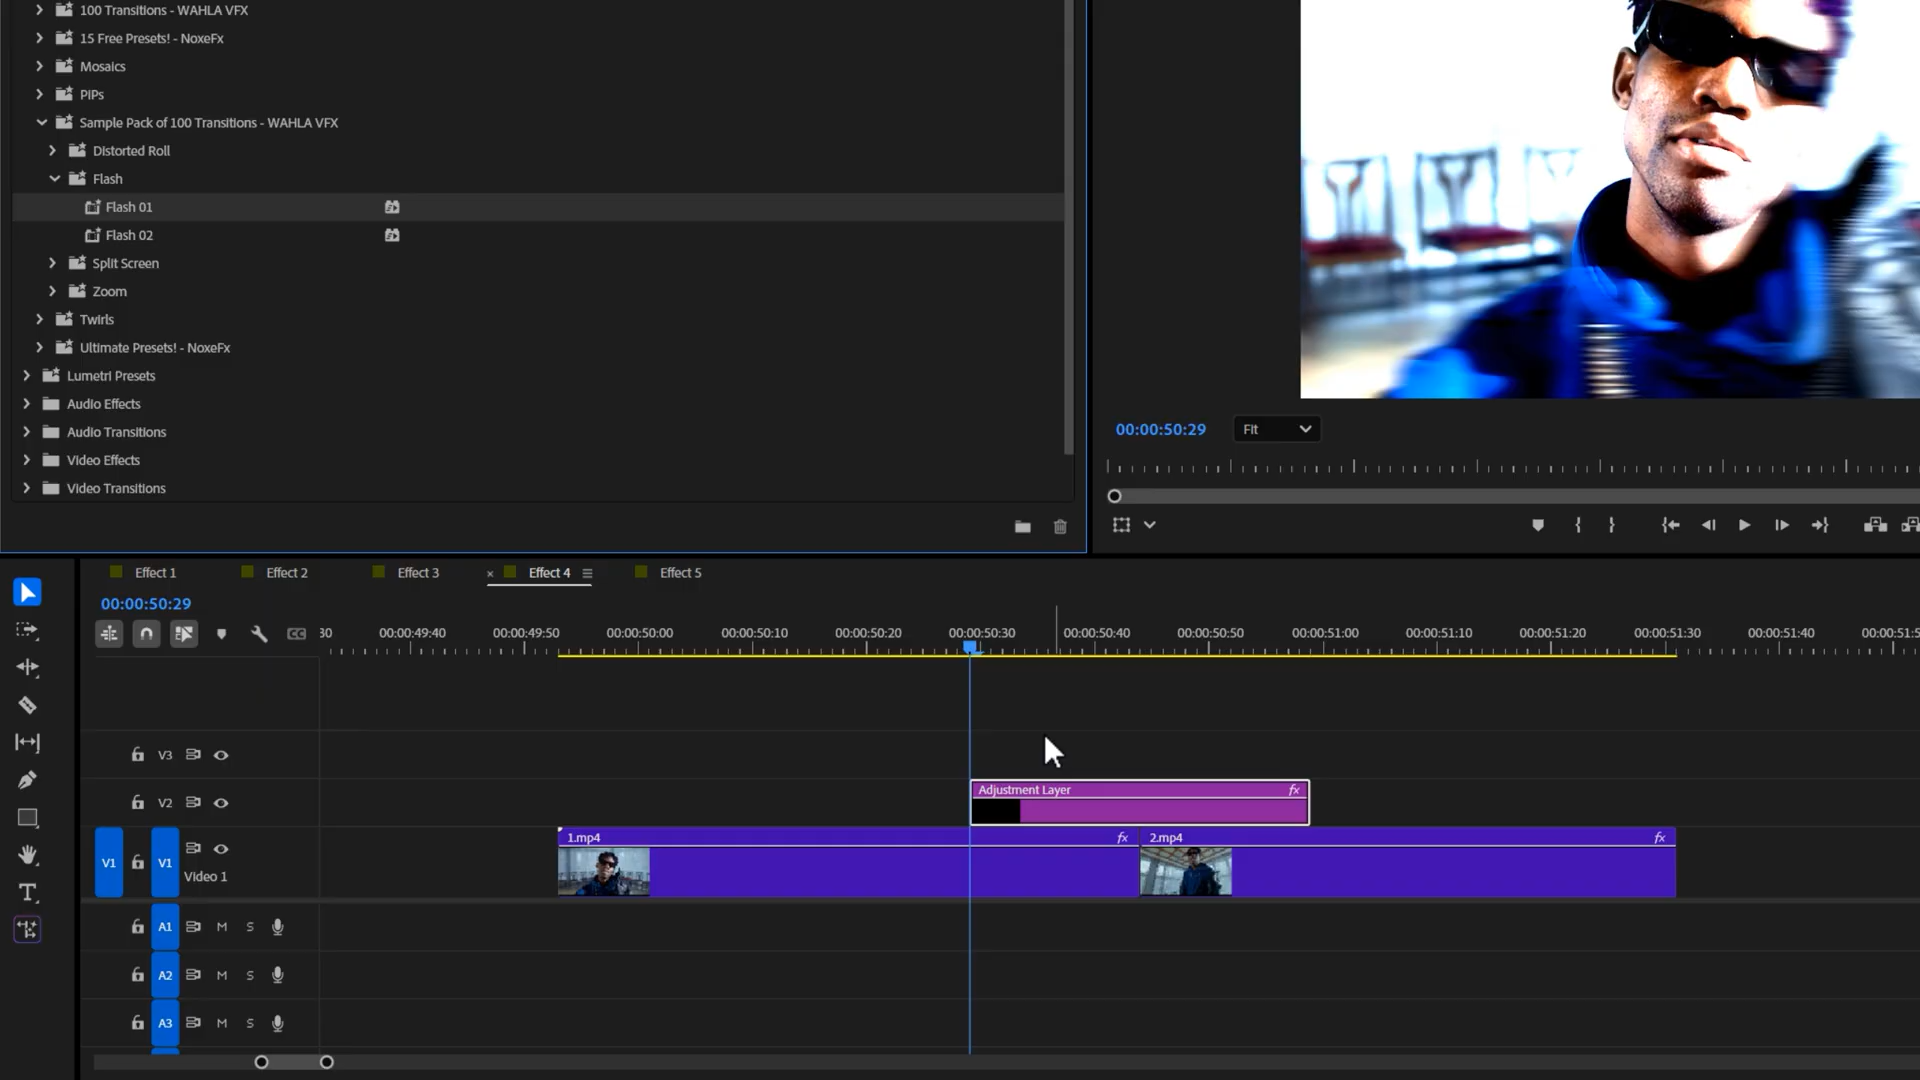 100 Transitions - WAHLA VFX
15 Free Presets! - NoxeFx
Mosaics
PIPs
Sample Pack of 100 Transitions - WAHLA VFX
Distorted Roll
Flash
Flash 01
Flash 02
Split Screen
Zoom
Twirls
Ultimate Presets! - NoxeFx
Lumetri Presets
Audio Effects
Audio Transitions
Video Effects
Video Transitions
00:00:50:29
Fit
Effect 1
Effect 2
Effect 3
Effect 4
Effect 5
00:00:50:29
CC
30
00:00:49:40
00:00:49:50
00:00:50:00
00:00:50:10
00:00:50:20
00:00:50:30
00:00:50:40
00:00:50:50
00:00:51:00
00:00:51:10
00:00:51:20
00:00:51:30
00:00:51:40
00:00:51:5
V3
V2
Adjustment Layer fx
V1
V1
Video 1
1.mp4 fx
2.mp4 fx
A1 M S
A2 M S
A3 M S